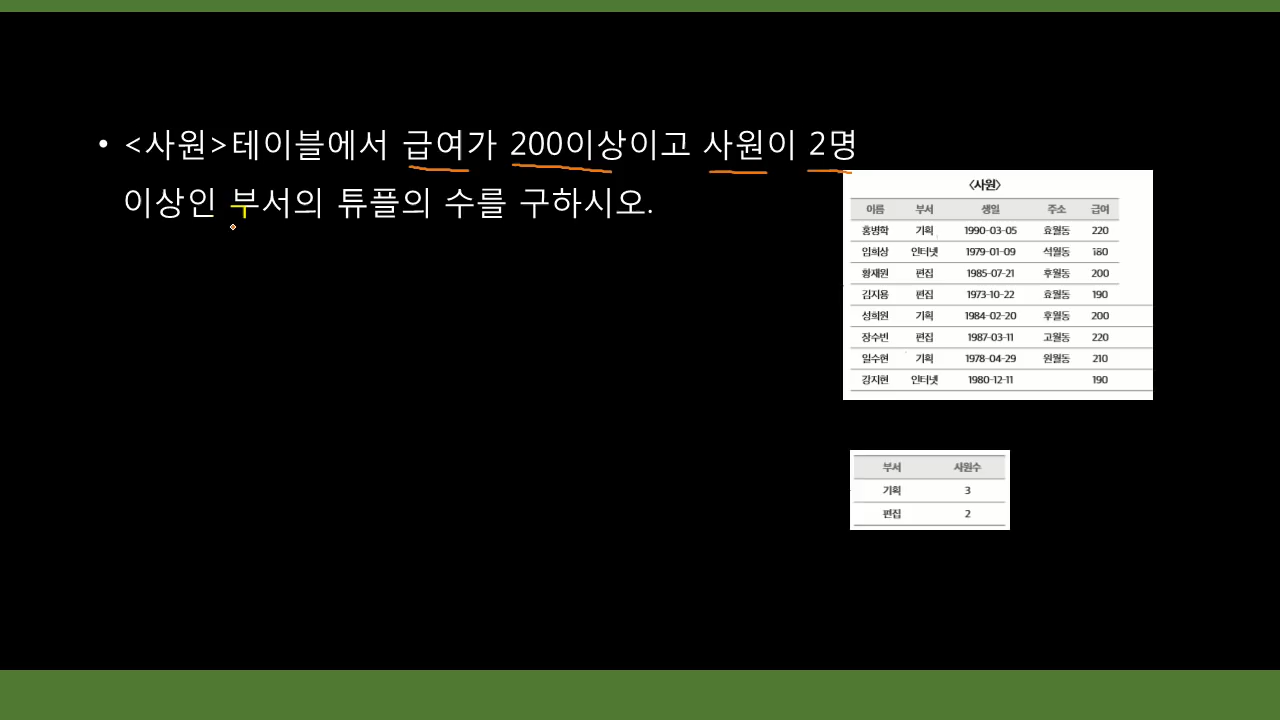 • <사원>테이블에서 급여가 200이상이고 사원이 2명
이상인 부서의 튜플의 수를 구하시오.
<사원>
이름 부서 생일 주소 급여
홍병학 기획 1990-03-05 효월동 220
임희상 인터넷 1979-01-09 석월동 180
황재원 편집 1985-07-21 후월동 200
김지용 편집 1973-10-22 효월동 190
성희원 기획 1984-02-20 후월동 200
장수빈 편집 1987-03-11 고월동 220
일수현 기획 1978-04-29 원월동 210
강지현 인터넷 1980-12-11 190
부서 사원수
기획 3
편집 2